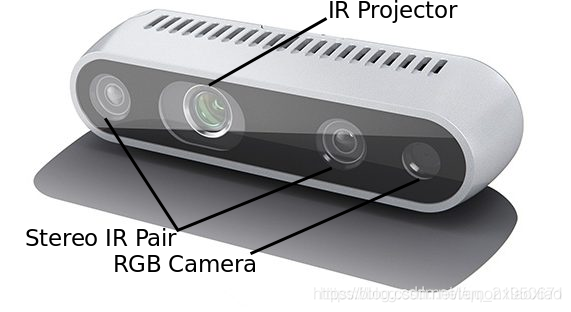 IR Projector
Stereo IR Pair
RGB Camera